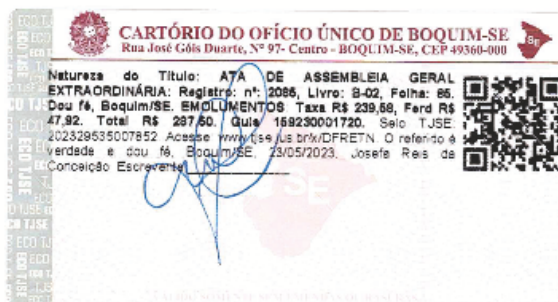 CARTÓRIO DO OFÍCIO ÚNICO DE BOQUIM-SE
Rua José Góis Duarte, Nº 97- Centro - BOQUIM-SE, CEP 49360-000
Natureza do Título: ATA DE ASSEMBLEIA GERAL
EXTRAORDINÁRIA: Registro: nº: 2085, Livro: B-02, Folha: 85.
Dou fé, Boquim/SE. EMOLUMENTOS Taxa R$ 239,58, Ferd R$
47,92, Total R$ 287,50. Guia 159230001720. Selo TJSE:
202329535007852 Acesse: www.tjse.jus.br/x/DFRETN O referido é
verdade e dou fé, Boquim/SE, 23/05/2023. Josefa Reis da
Conceição Escrevente